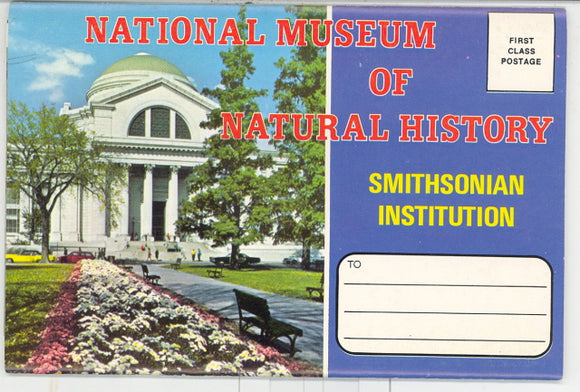 NATIONAL MUSEUM
OF
NATURAL HISTORY
FIRST
CLASS
POSTAGE
SMITHSONIAN
INSTITUTION
TO